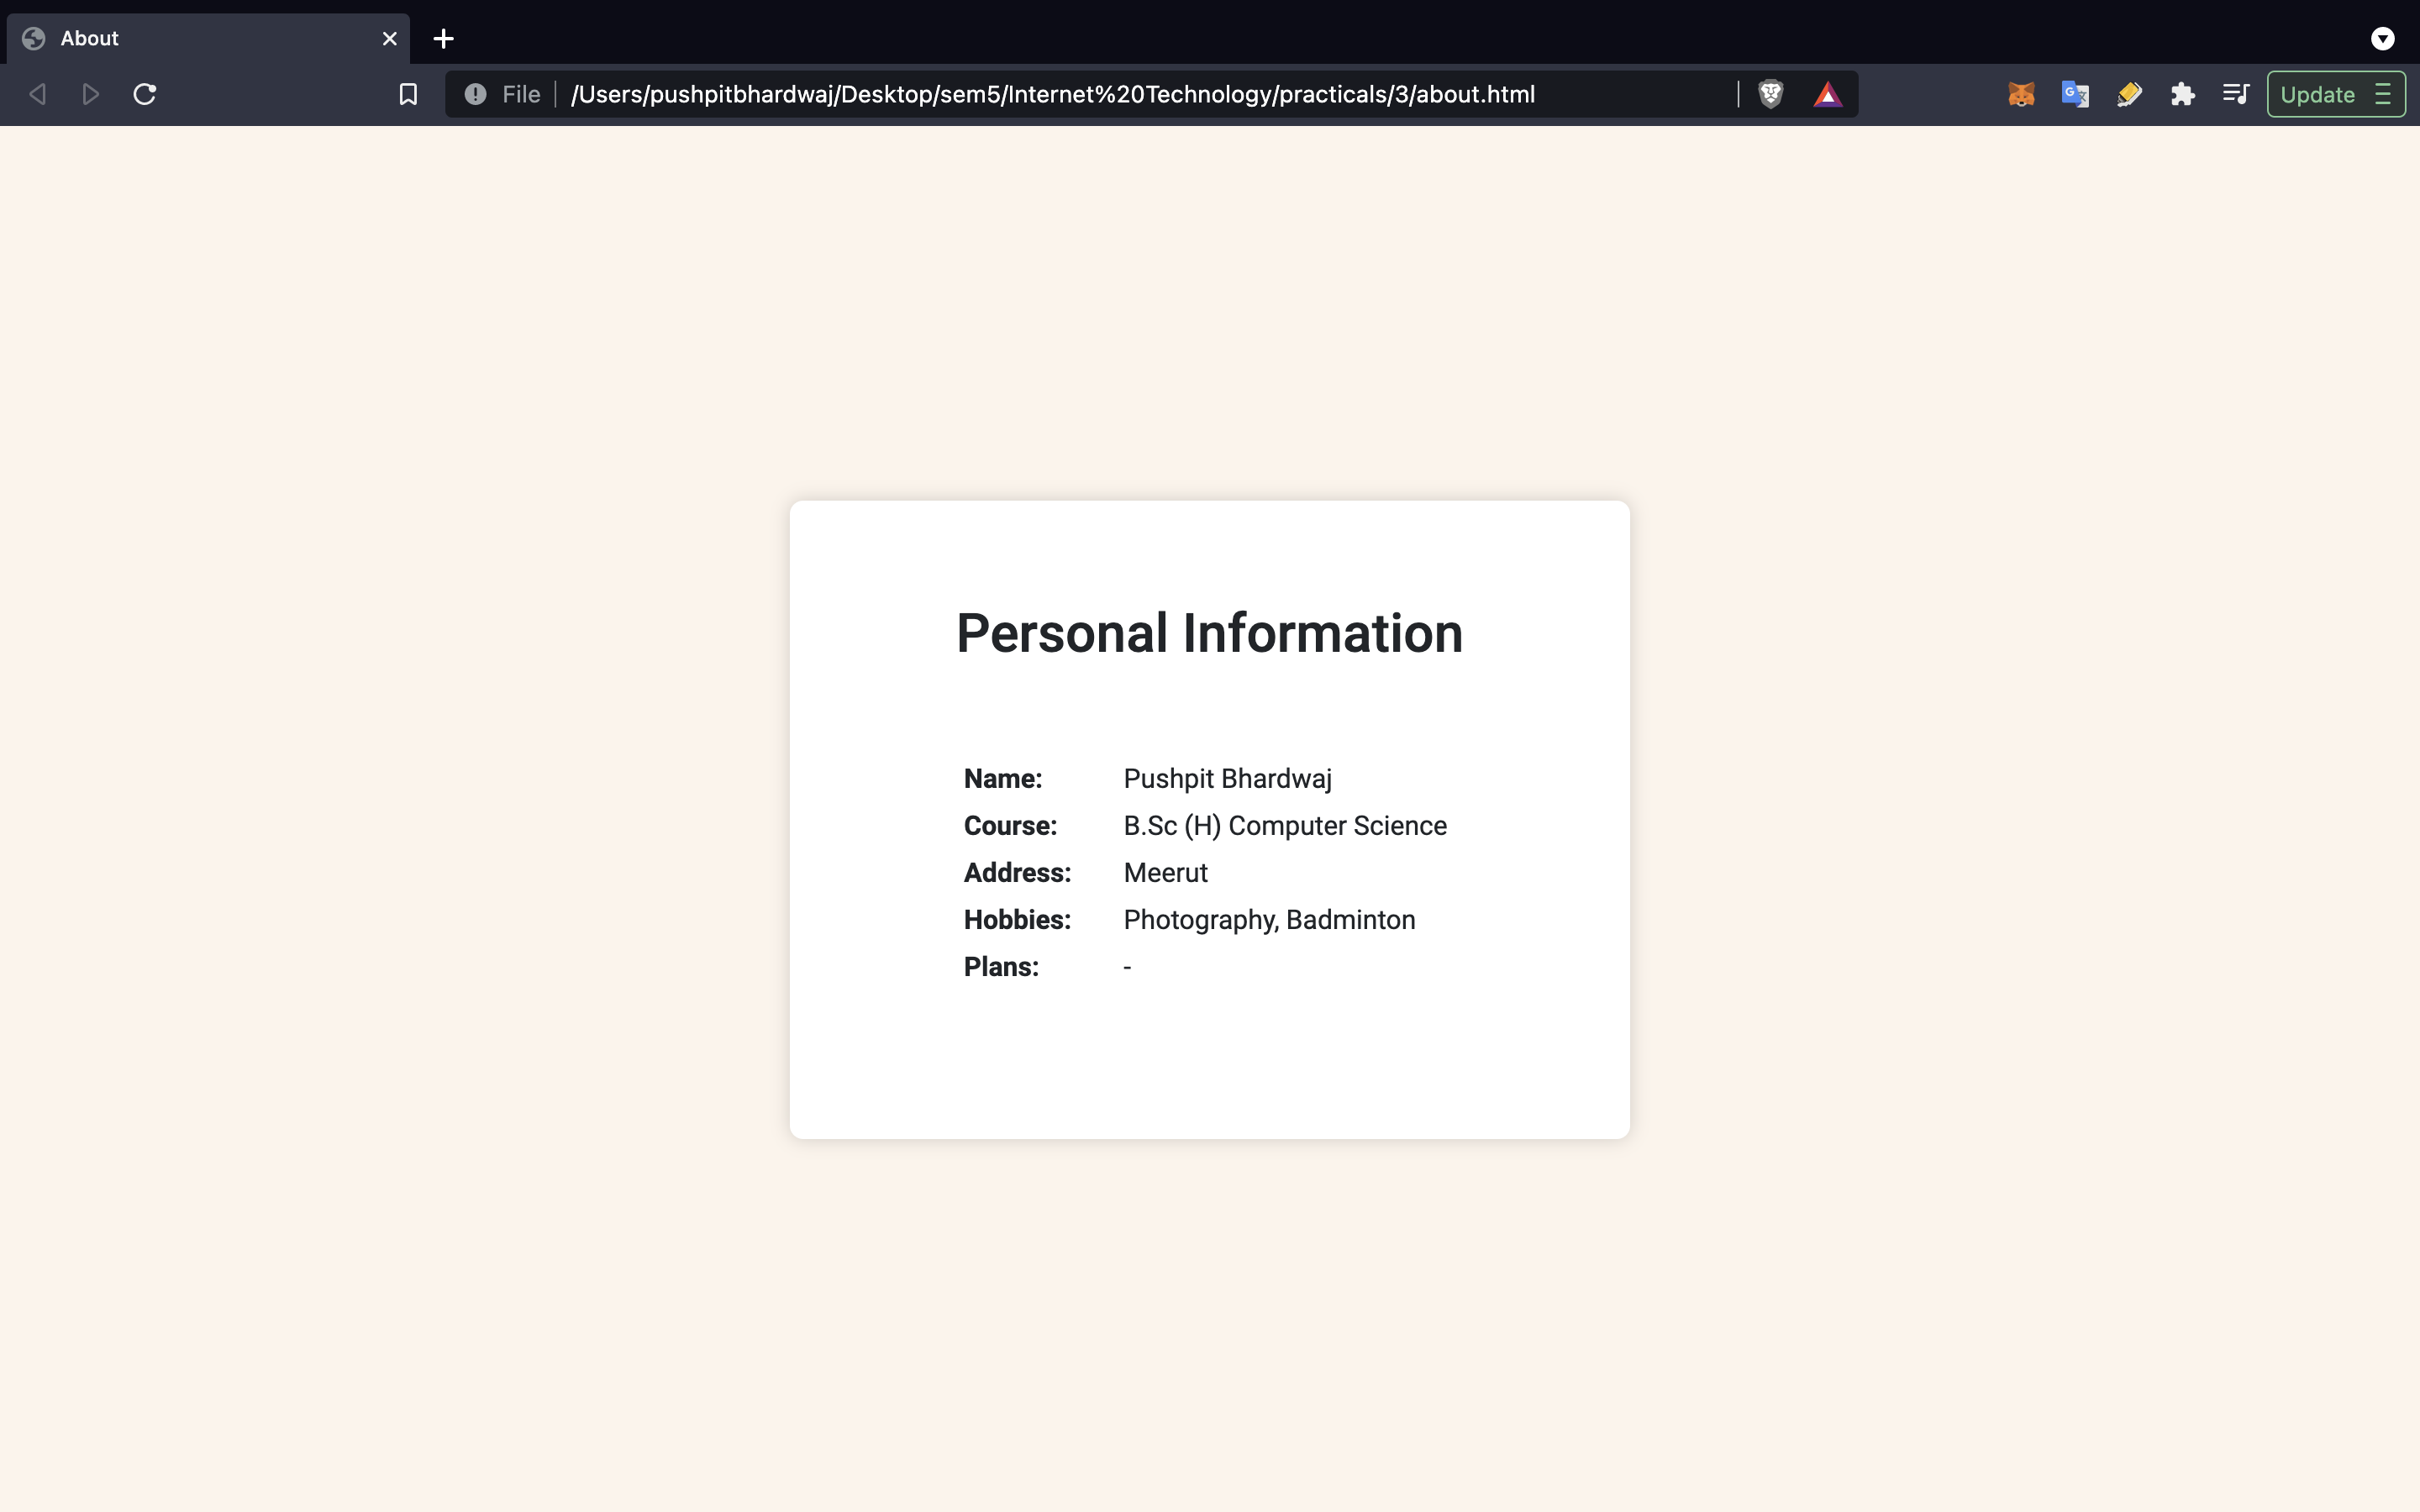 About
File /Users/pushpitbhardwaj/Desktop/sem5/Internet%20Technology/practicals/3/about.html
Update
Personal Information
Name: Pushpit Bhardwaj
Course: B.Sc (H) Computer Science
Address: Meerut
Hobbies: Photography, Badminton
Plans: -